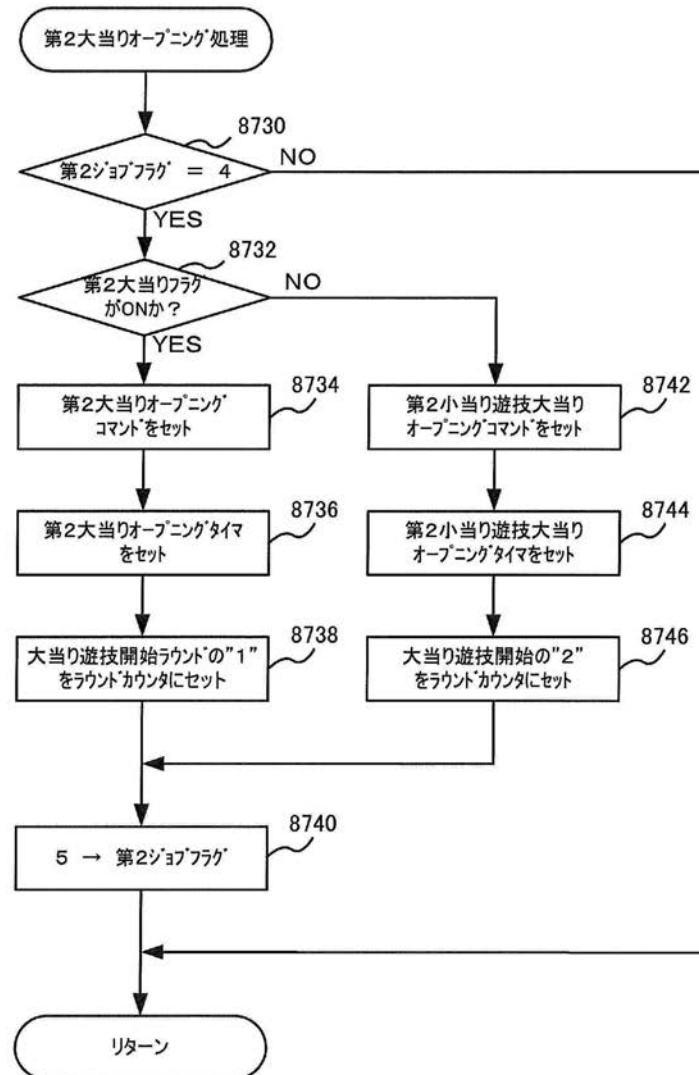 第2大当りオープニング処理
8730
第2ジョブフラグ = 4
NO
YES
8732
第2大当りフラグ
がONか?
NO
YES
8734
第2大当りオープニング
コマンドをセット
8742
第2小当り遊技大当り
オープニングコマンドをセット
8736
第2大当りオープニングタイマ
をセット
8744
第2小当り遊技大当り
オープニングタイマをセット
8738
大当り遊技開始ラウンドの"1"
をラウンドカウンタにセット
8746
大当り遊技開始の"2"
をラウンドカウンタにセット
8740
5 → 第2ジョブフラグ
リターン